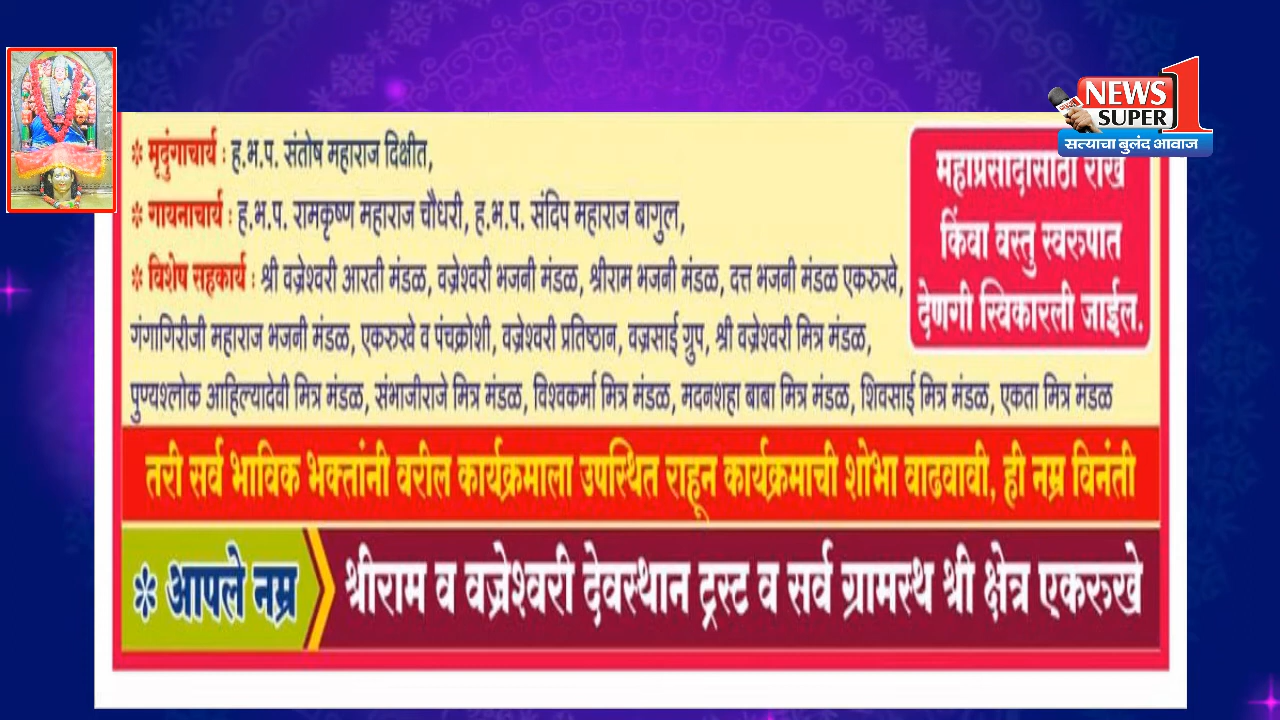 NEWS
SUPER 1
सत्याचा बुलंद आवाज
* मृदुंगाचार्य : ह.भ.प. संतोष महाराज दिक्षीत,
* गायनाचार्य : ह.भ.प. रामकृष्ण महाराज चौधरी, ह.भ.प. संदिप महाराज बागुल,
* विशेष सहकार्य : श्री वज्रेश्वरी आरती मंडळ, वज्रेश्वरी भजनी मंडळ, श्रीराम भजनी मंडळ, दत्त भजनी मंडळ एकरुखे,
गंगागिरीजी महाराज भजनी मंडळ, एकरुखे व पंचक्रोशी, वज्रेश्वरी प्रतिष्ठान, वज्रसाई ग्रुप, श्री वज्रेश्वरी मित्र मंडळ,
पुण्यश्लोक आहिल्यादेवी मित्र मंडळ, संभाजीराजे मित्र मंडळ, विश्वकर्मा मित्र मंडळ, मदनशहा बाबा मित्र मंडळ, शिवसाई मित्र मंडळ, एकता मित्र मंडळ
महाप्रसादासाठी रोख
किंवा वस्तु स्वरुपात
देणगी स्विकारली जाईल.
तरी सर्व भाविक भक्तांनी वरील कार्यक्रमाला उपस्थित राहून कार्यक्रमाची शोभा वाढवावी, ही नम्र विनंती
* आपले नम्र श्रीराम व वज्रेश्वरी देवस्थान ट्रस्ट व सर्व ग्रामस्थ श्री क्षेत्र एकरुखे